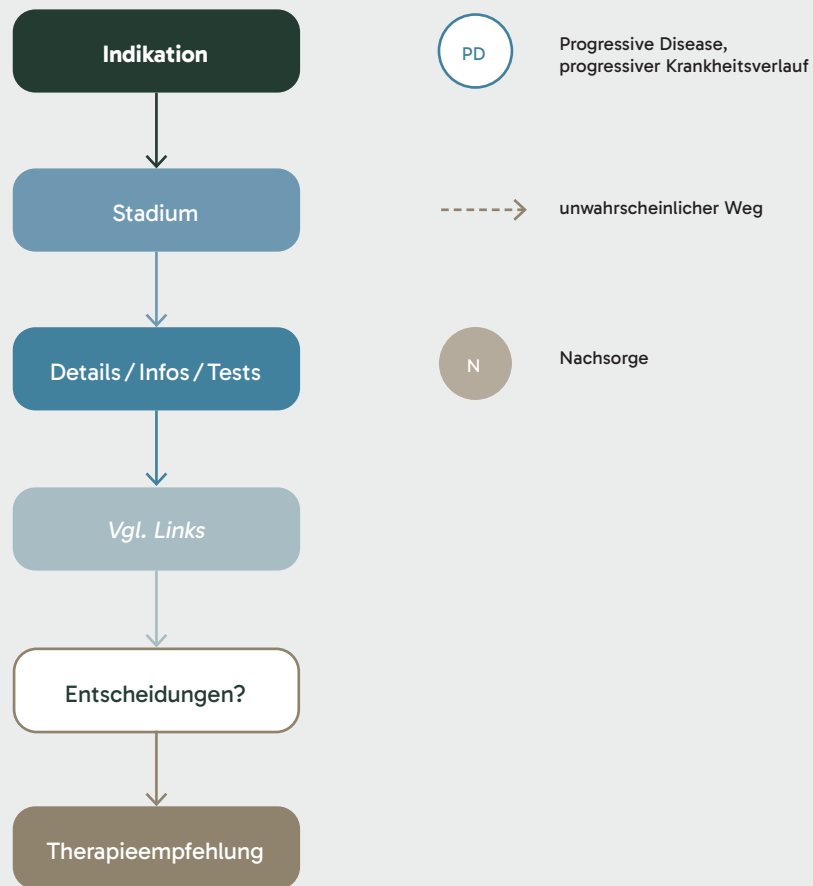 Indikation
Stadium
Details / Infos / Tests
Vgl. Links
Entscheidungen?
Therapieempfehlung
PD
Progressive Disease,
progressiver Krankheitsverlauf
unwahrscheinlicher Weg
N
Nachsorge